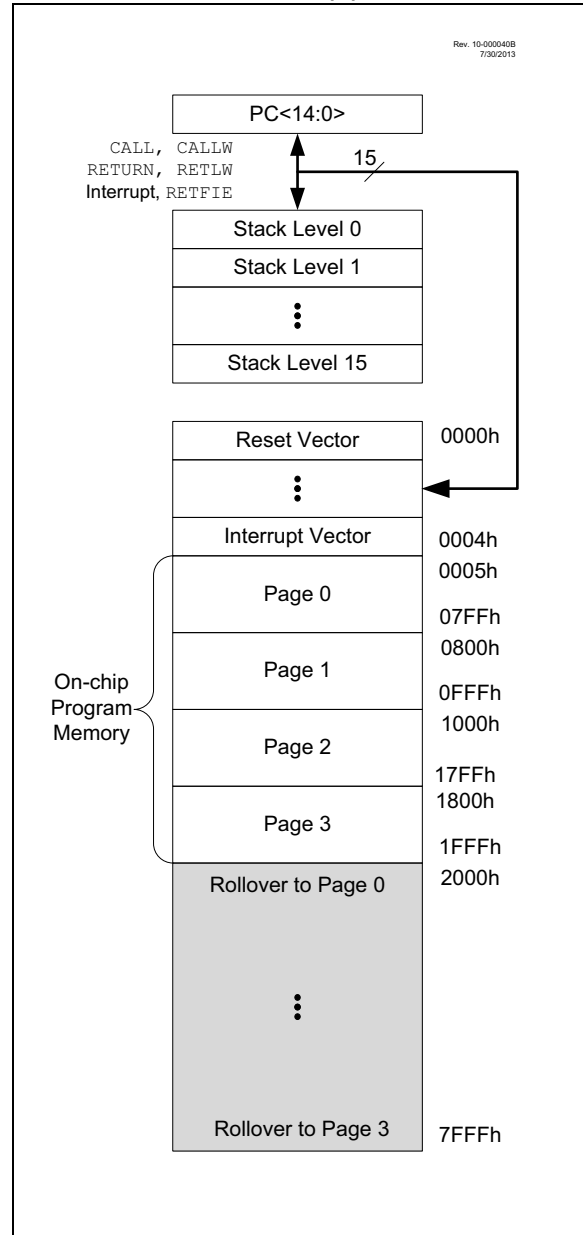 Rev. 10-000040B
7/30/2013
PC<14:0>
CALL, CALLW
RETURN, RETLW
Interrupt, RETFIE
15
Stack Level 0
Stack Level 1
Stack Level 15
Reset Vector
0000h
Interrupt Vector
0004h
0005h
Page 0
07FFh
0800h
Page 1
0FFFh
On-chip
Program
Memory
1000h
Page 2
17FFh
1800h
Page 3
1FFFh
Rollover to Page 0
2000h
Rollover to Page 3
7FFFh